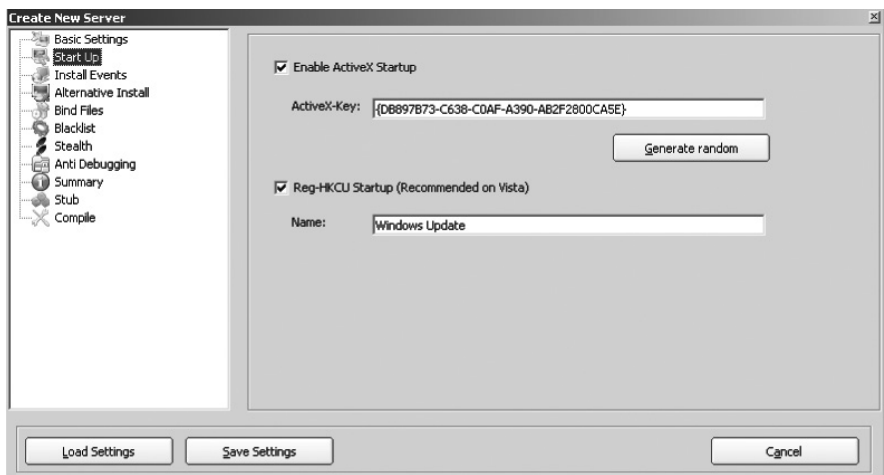 Create New Server
Basic Settings
Start Up
Install Events
Alternative Install
Bind Files
Blacklist
Stealth
Anti Debugging
Summary
Stub
Compile
Enable ActiveX Startup
ActiveX-Key: {DB897B73-C638-C0AF-A390-AB2F2800CA5E}
Generate random
Reg-HKCU Startup (Recommended on Vista)
Name: Windows Update
Load Settings Save Settings Cancel